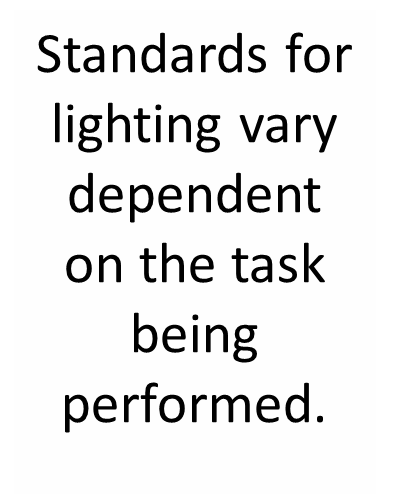 Standards for
lighting vary
dependent
on the task
being
performed.